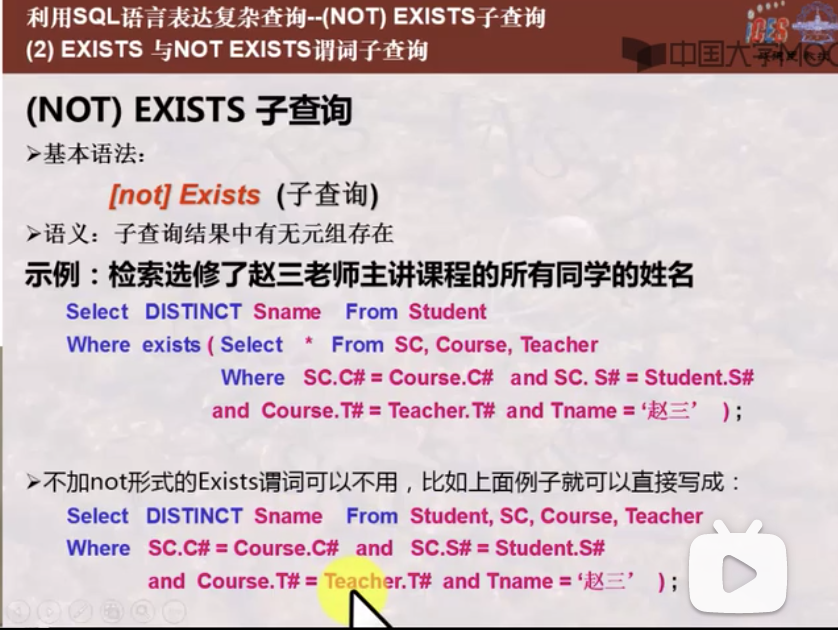 利用SQL语言表达复杂查询--(NOT) EXISTS子查询
(2) EXISTS 与NOT EXISTS谓词子查询
中国大学MOO
(NOT) EXISTS 子查询
➢基本语法:
[not] Exists (子查询)
➢语义：子查询结果中有无元组存在
示例：检索选修了赵三老师主讲课程的所有同学的姓名
Select DISTINCT Sname From Student
Where exists ( Select * From SC, Course, Teacher
Where SC.C# = Course.C# and SC. S# = Student.S#
and Course.T# = Teacher.T# and Tname = ‘赵三’ ) ;
➢不加not形式的Exists谓词可以不用，比如上面例子就可以直接写成：
Select DISTINCT Sname From Student, SC, Course, Teacher
Where SC.C# = Course.C# and SC.S# = Student.S#
and Course.T# = Teacher.T# and Tname = ‘赵三’ ) ;